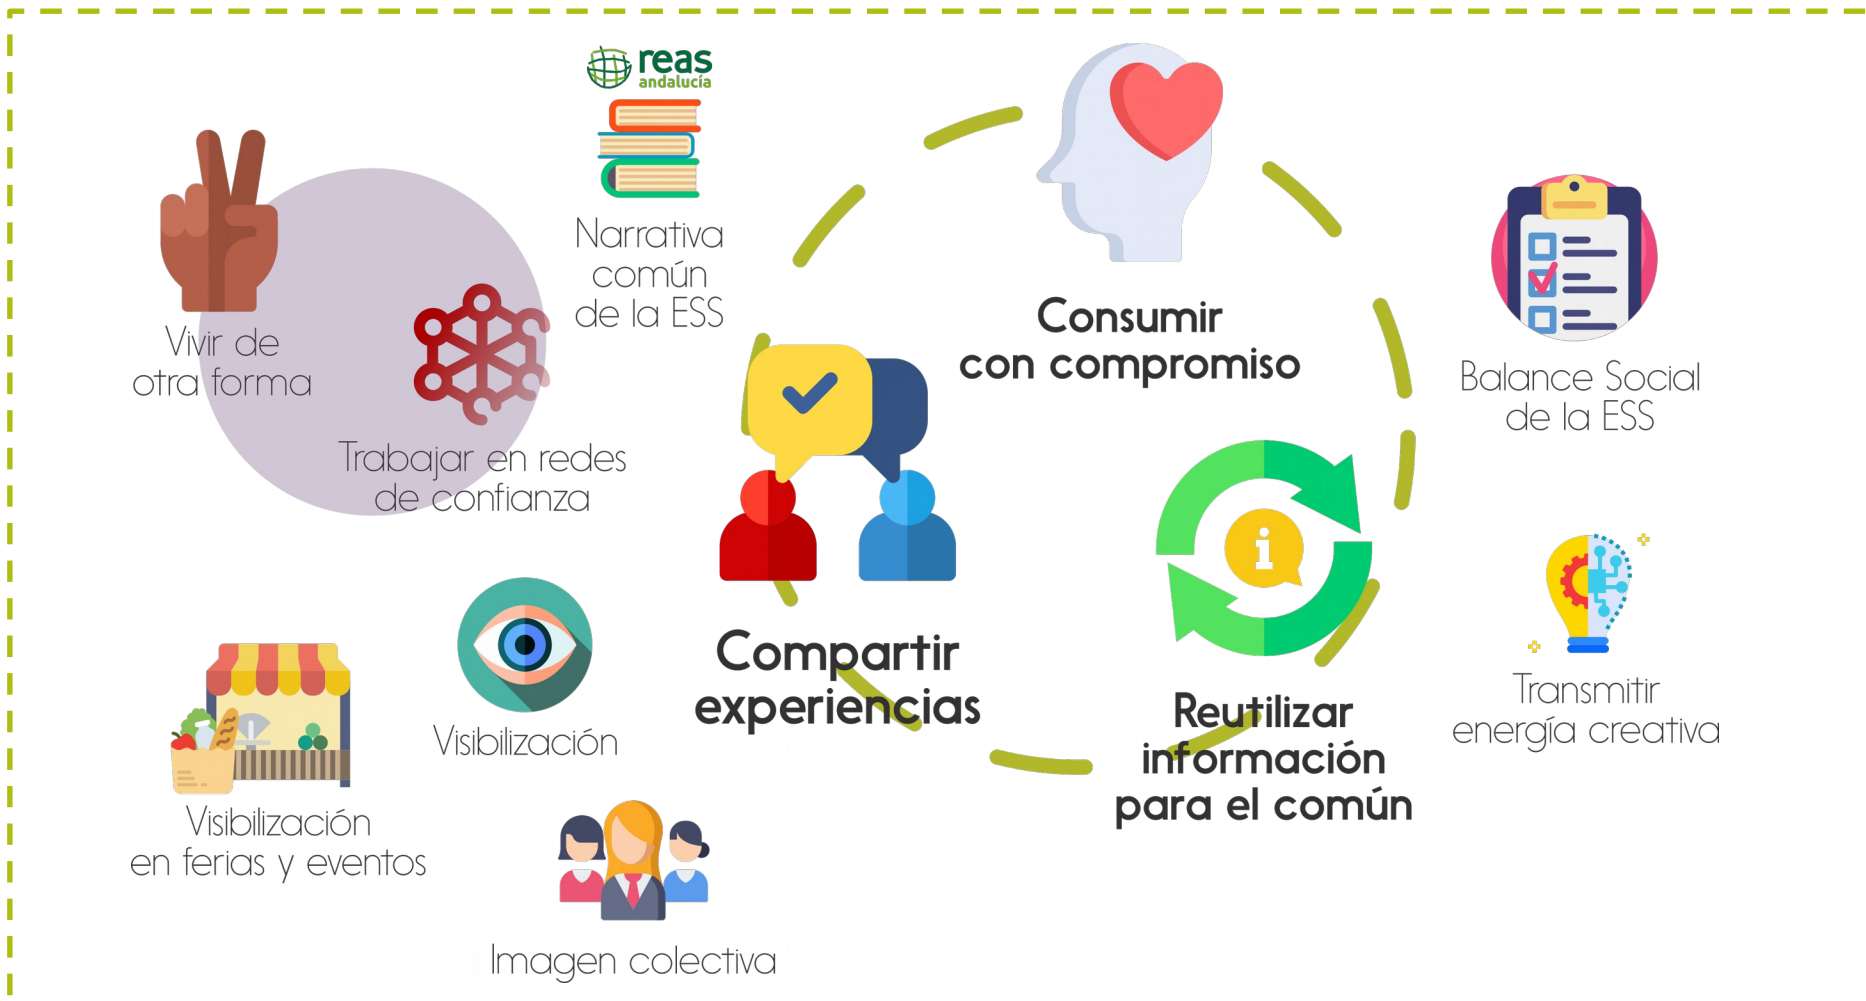 reas
andalucía
Narrativa
común
de la ESS
Vivir de
otra forma
Trabajar en redes
de confianza
Consumir
con compromiso
Balance Social
de la ESS
Compartir
experiencias
Reutilizar
información
para el común
Transmitir
energía creativa
Visibilización
Visibilización
en ferias y eventos
Imagen colectiva